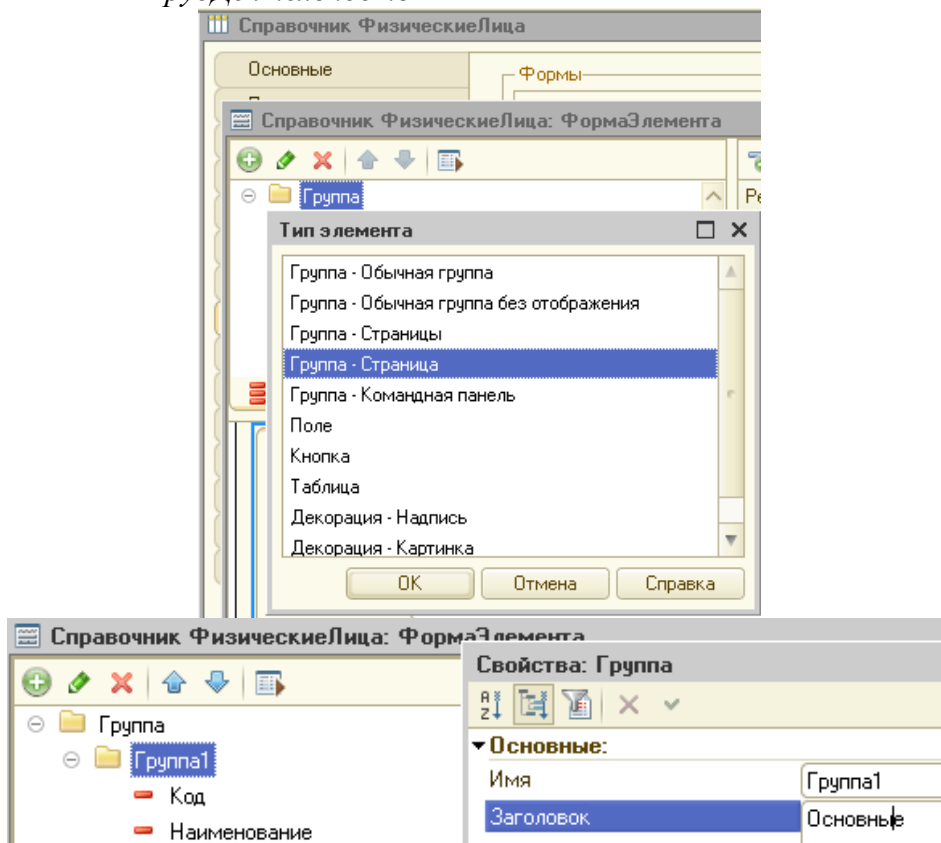 Справочник ФизическиеЛица
Основные
Формы
Справочник ФизическиеЛица: ФормаЭлемента
Группа
Тип элемента
Группа - Обычная группа
Группа - Обычная группа без отображения
Группа - Страницы
Группа - Страница
Группа - Командная панель
Поле
Кнопка
Таблица
Декорация - Надпись
Декорация - Картинка
ОК
Отмена
Справка
Справочник ФизическиеЛица: ФормаЭлемента
Группа
Группа1
Код
Наименование
Свойства: Группа
Основные:
Имя
Группа1
Заголовок
Основные